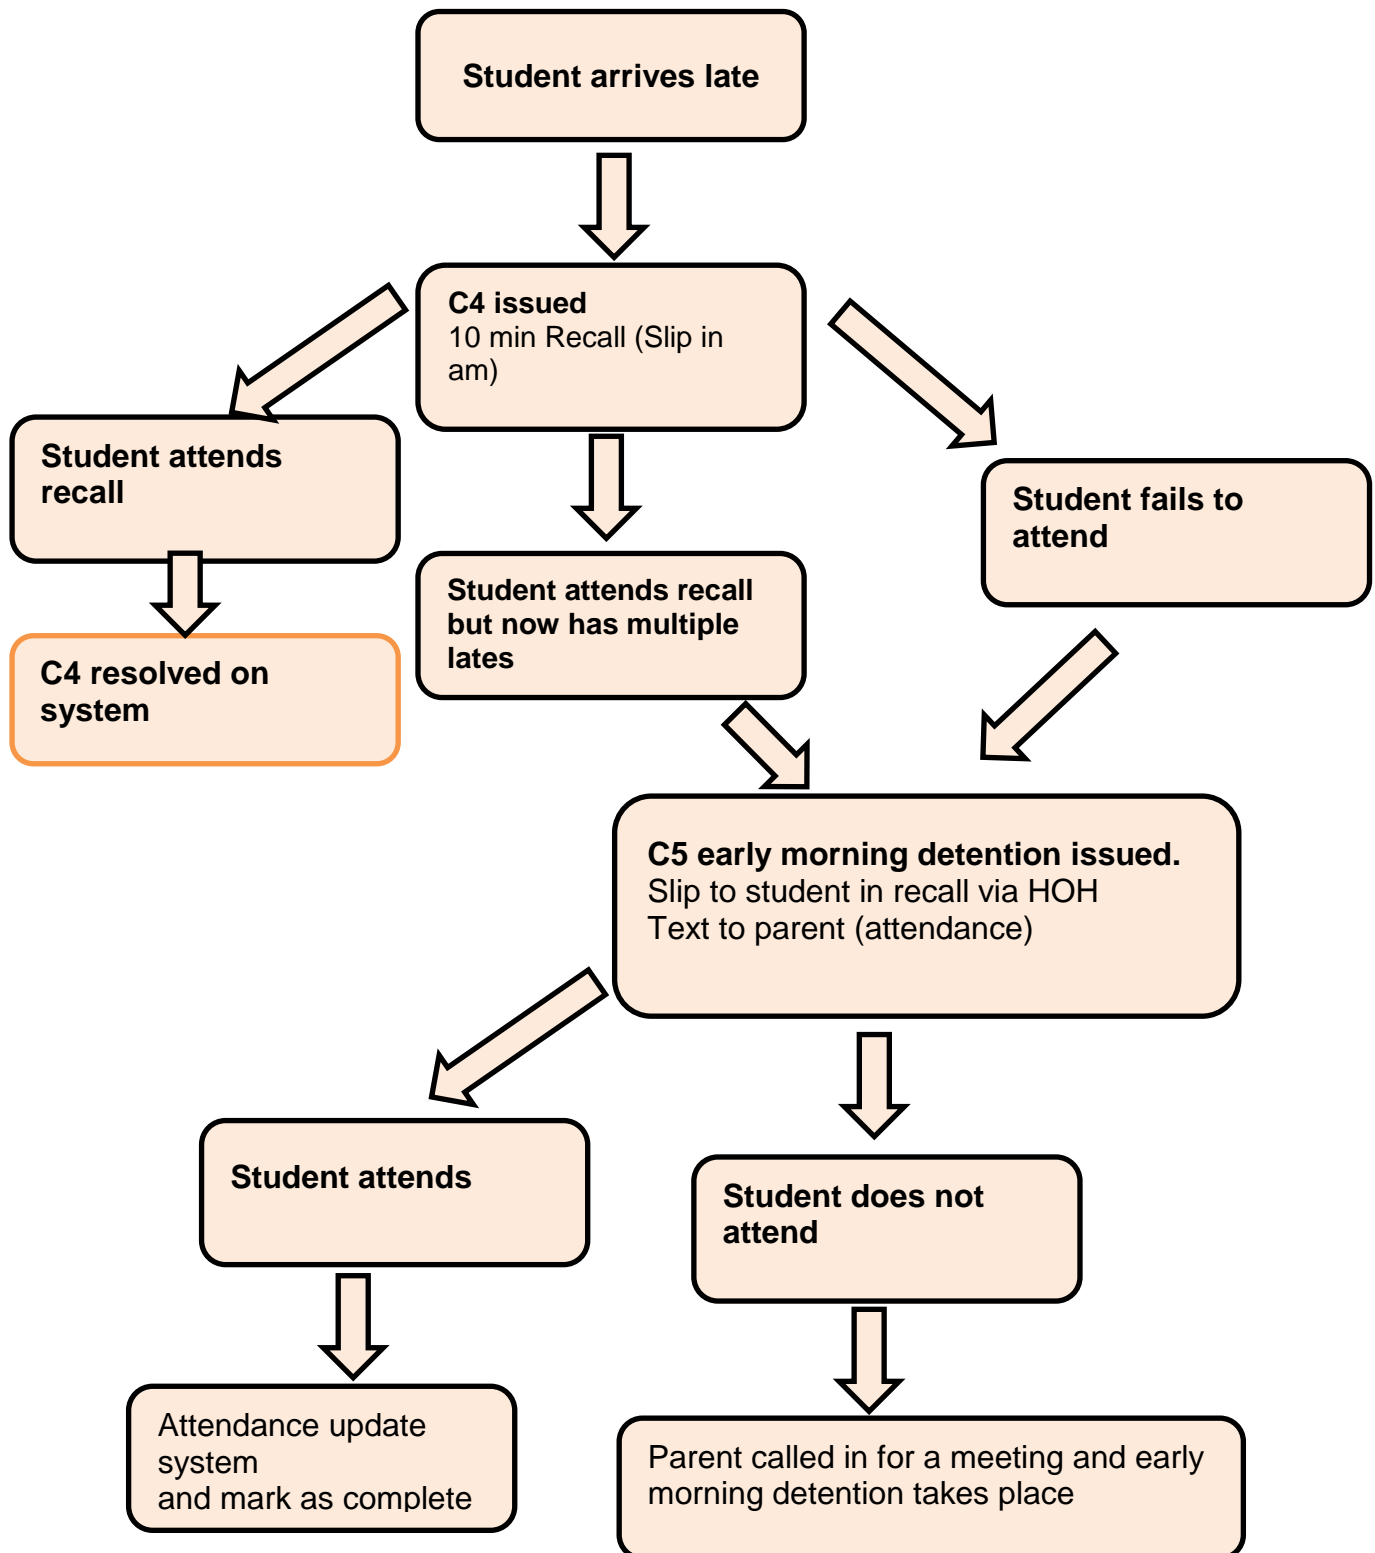 Student arrives late
C4 issued
10 min Recall (Slip in
am)
Student attends
recall
Student fails to
attend
Student attends recall
but now has multiple
lates
C4 resolved on
system
C5 early morning detention issued.
Slip to student in recall via HOH
Text to parent (attendance)
Student attends
Student does not
attend
Attendance update
system
and mark as complete
Parent called in for a meeting and early
morning detention takes place